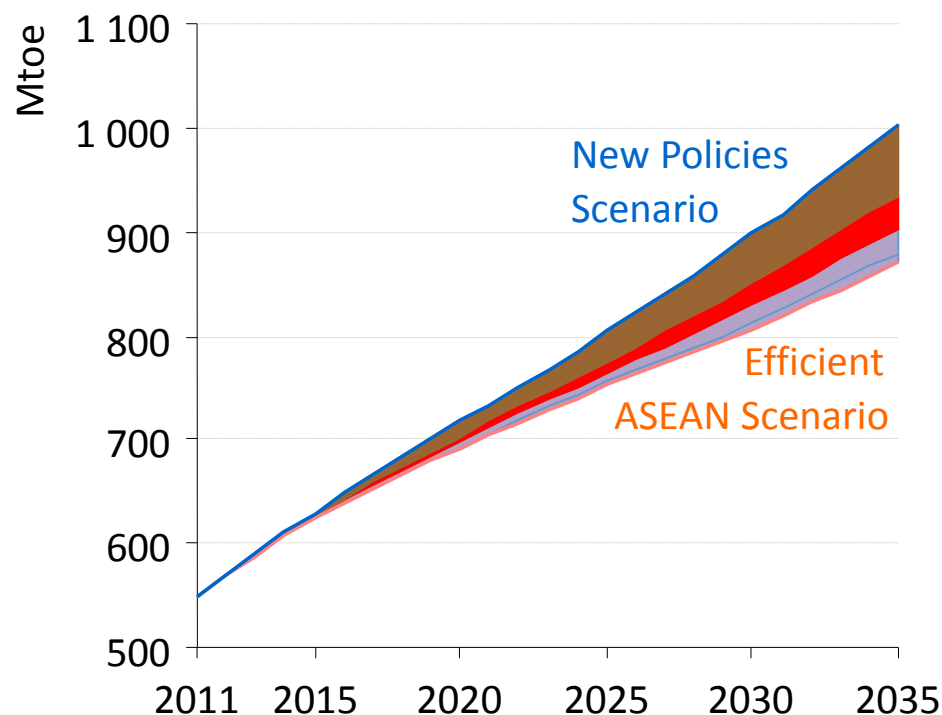 Mtoe
1 100
1 000
900
800
700
600
500
New Policies
Scenario
Efficient
ASEAN Scenario
2011 2015 2020 2025 2030 2035